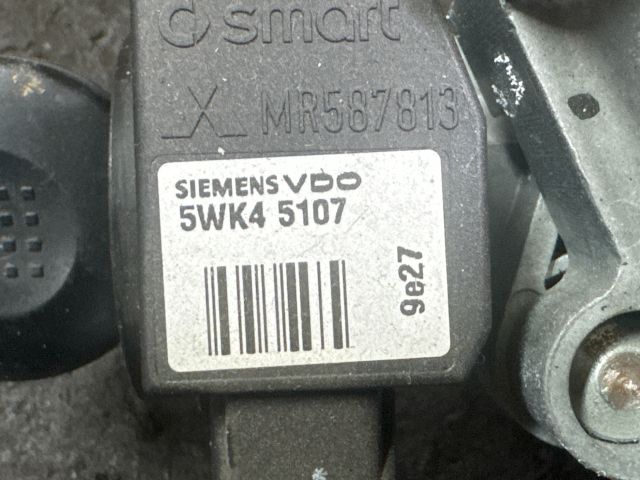 smart
_X_ MR587813
SIEMENS VDO
5WK4 5107
9e27